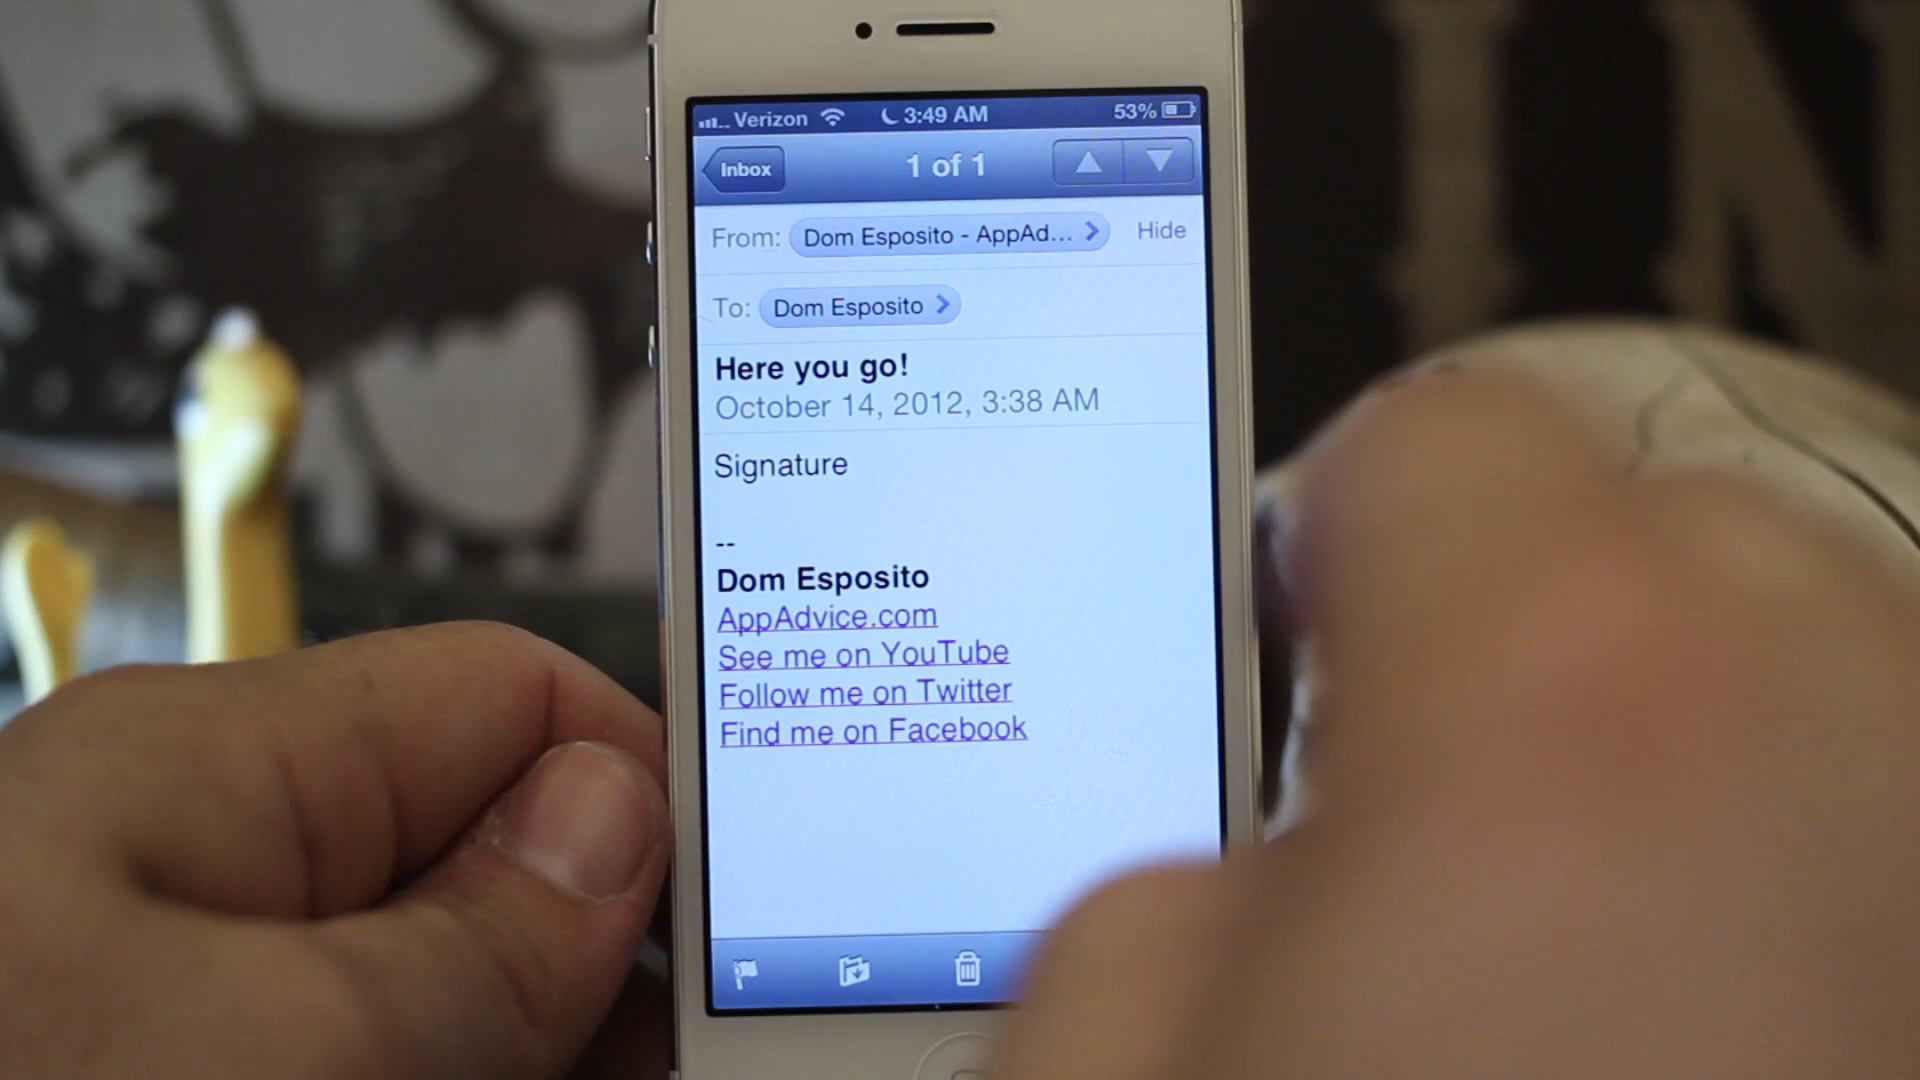 Verizon 3:49 AM 53%
Inbox 1 of 1
From: Dom Esposito - AppAd... Hide
To: Dom Esposito
Here you go!
October 14, 2012, 3:38 AM
Signature
--
Dom Esposito
AppAdvice.com
See me on YouTube
Follow me on Twitter
Find me on Facebook